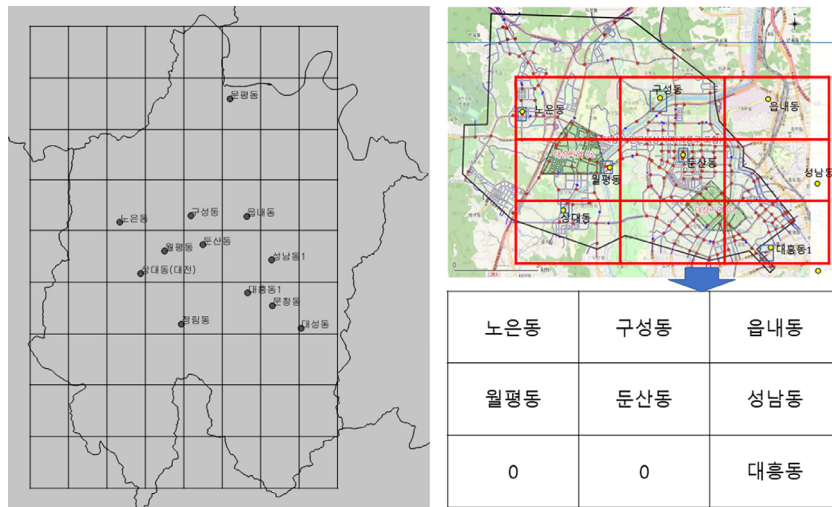 문평동
노은동
구성동
읍내동
월평동
둔산동
상대동(대전)
성남동1
대흥동1
문창동
정림동
대성동
구성동
읍내동
노은동
둔산동
월평동
성남동
상대동
대흥동1
0
km
노은동 구성동 읍내동
월평동 둔산동 성남동
0 0 대흥동